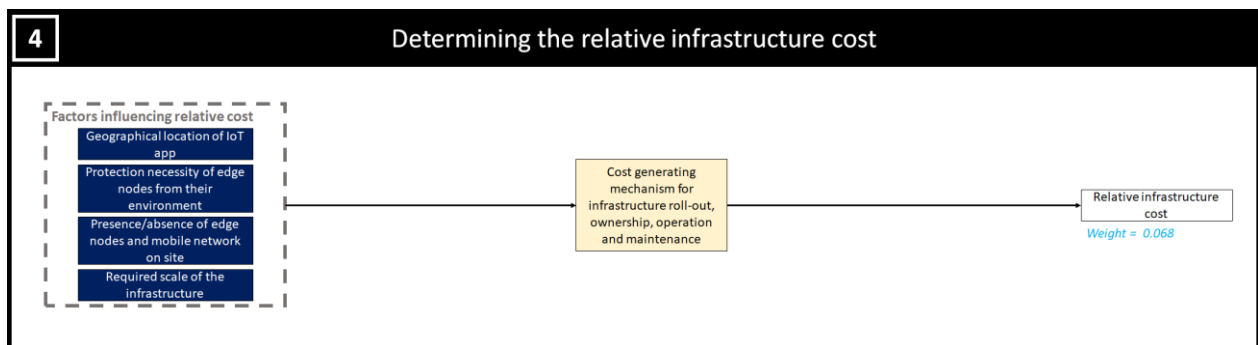 4
Determining the relative infrastructure cost
Factors influencing relative cost
Geographical location of IoT
app
Protection necessity of edge
nodes from their
environment
Presence/absence of edge
nodes and mobile network
on site
Required scale of the
infrastructure
Cost generating
mechanism for
infrastructure roll-out,
ownership, operation
and maintenance
Relative infrastructure
cost
Weight = 0.068